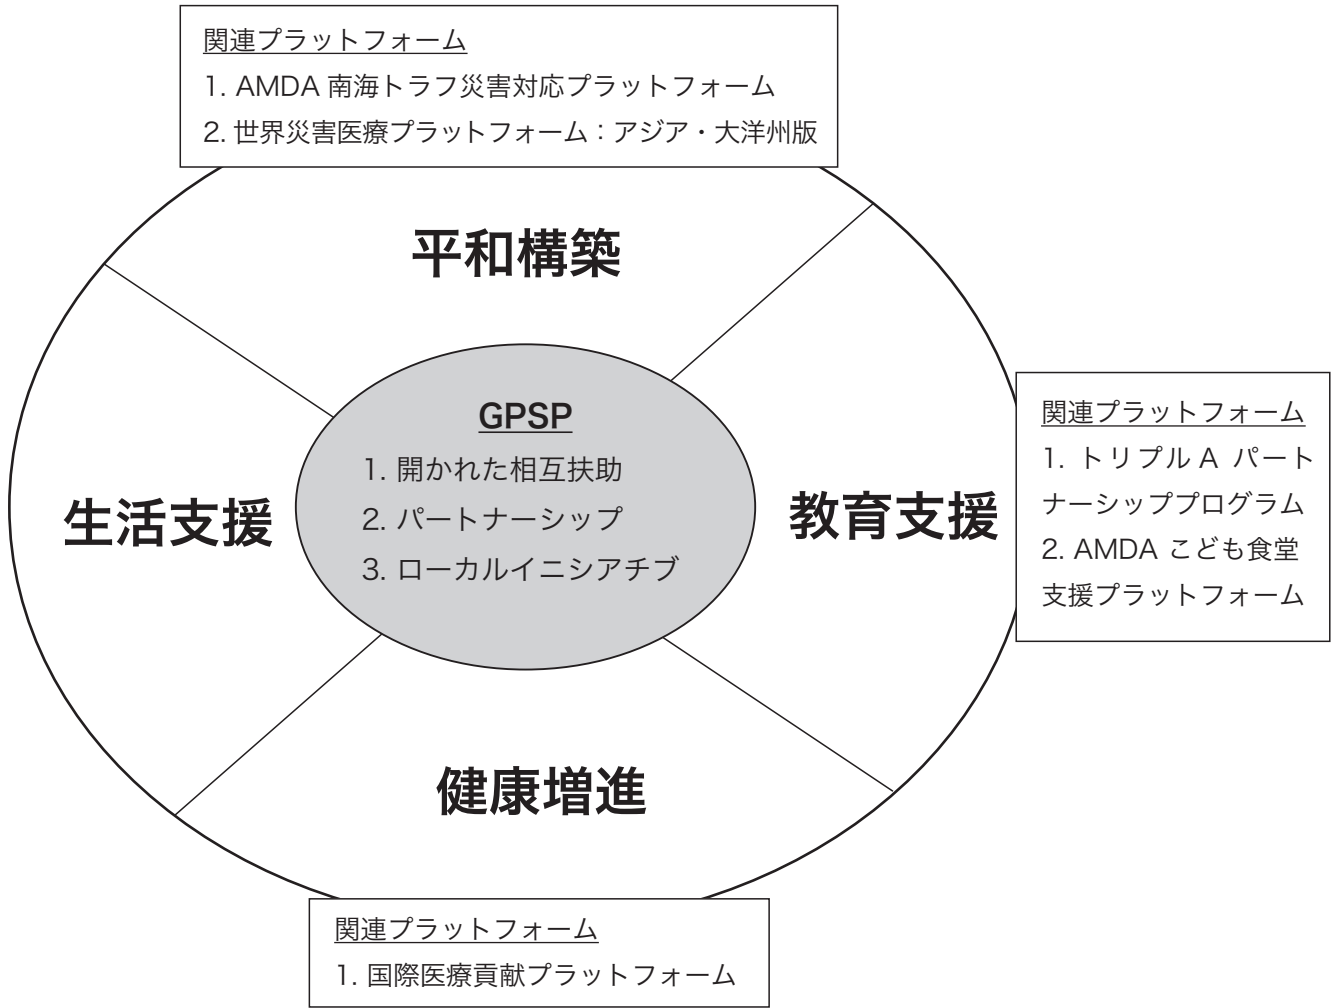 関連プラットフォーム
1. AMDA 南海トラフ災害対応プラットフォーム
2. 世界災害医療プラットフォーム：アジア・大洋州版
平和構築
GPSP
1. 開かれた相互扶助
2. パートナーシップ
3. ローカルイニシアチブ
生活支援
教育支援
関連プラットフォーム
1. トリプル A パート
ナーシッププログラム
2. AMDA こども食堂
支援プラットフォーム
健康増進
関連プラットフォーム
1. 国際医療貢献プラットフォーム